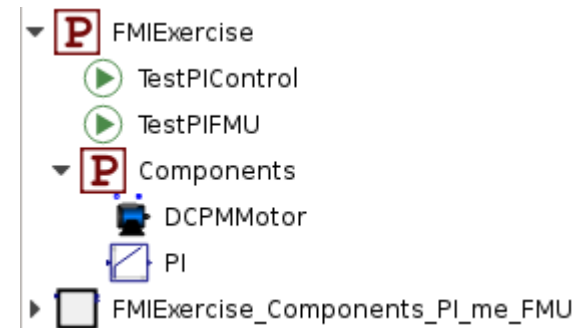 P FMIExercise
TestPIControl
TestPIFMU
P Components
DCPMMotor
PI
FMIExercise_Components_PI_me_FMU